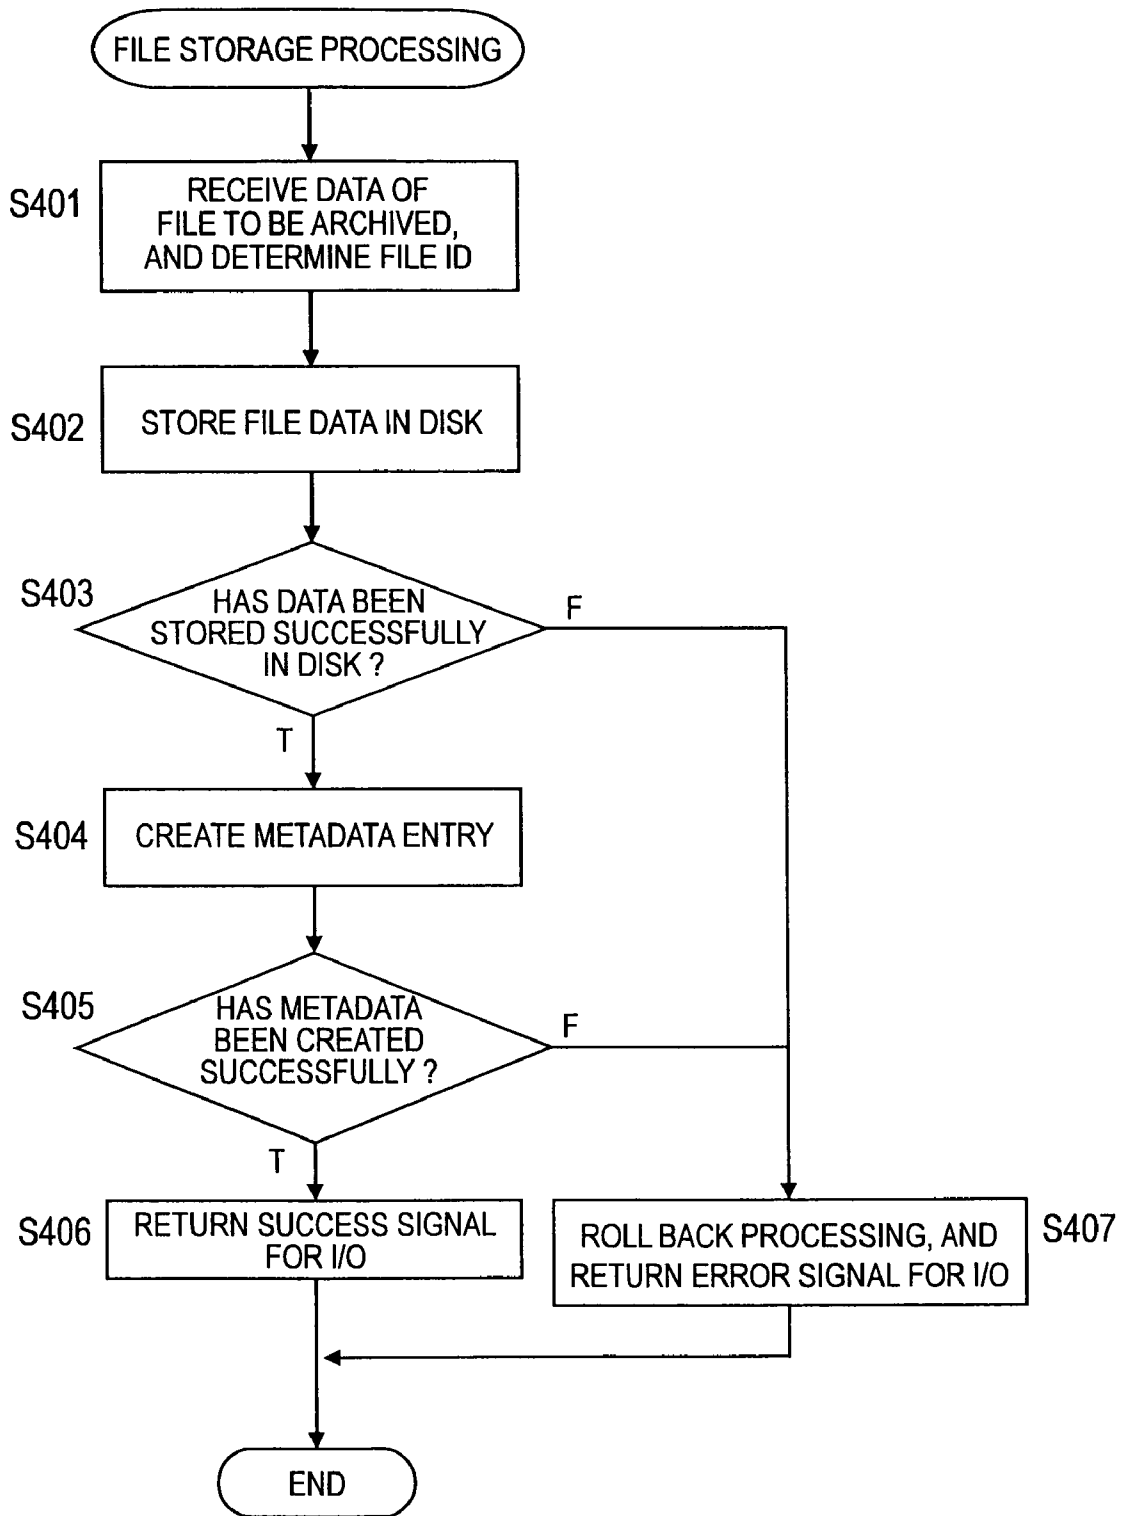 FILE STORAGE PROCESSING
S401
RECEIVE DATA OF
FILE TO BE ARCHIVED,
AND DETERMINE FILE ID
S402
STORE FILE DATA IN DISK
S403
HAS DATA BEEN
STORED SUCCESSFULLY
IN DISK ?
F
T
S404
CREATE METADATA ENTRY
S405
HAS METADATA
BEEN CREATED
SUCCESSFULLY ?
F
T
S406
RETURN SUCCESS SIGNAL
FOR I/O
ROLL BACK PROCESSING, AND
RETURN ERROR SIGNAL FOR I/O
S407
END